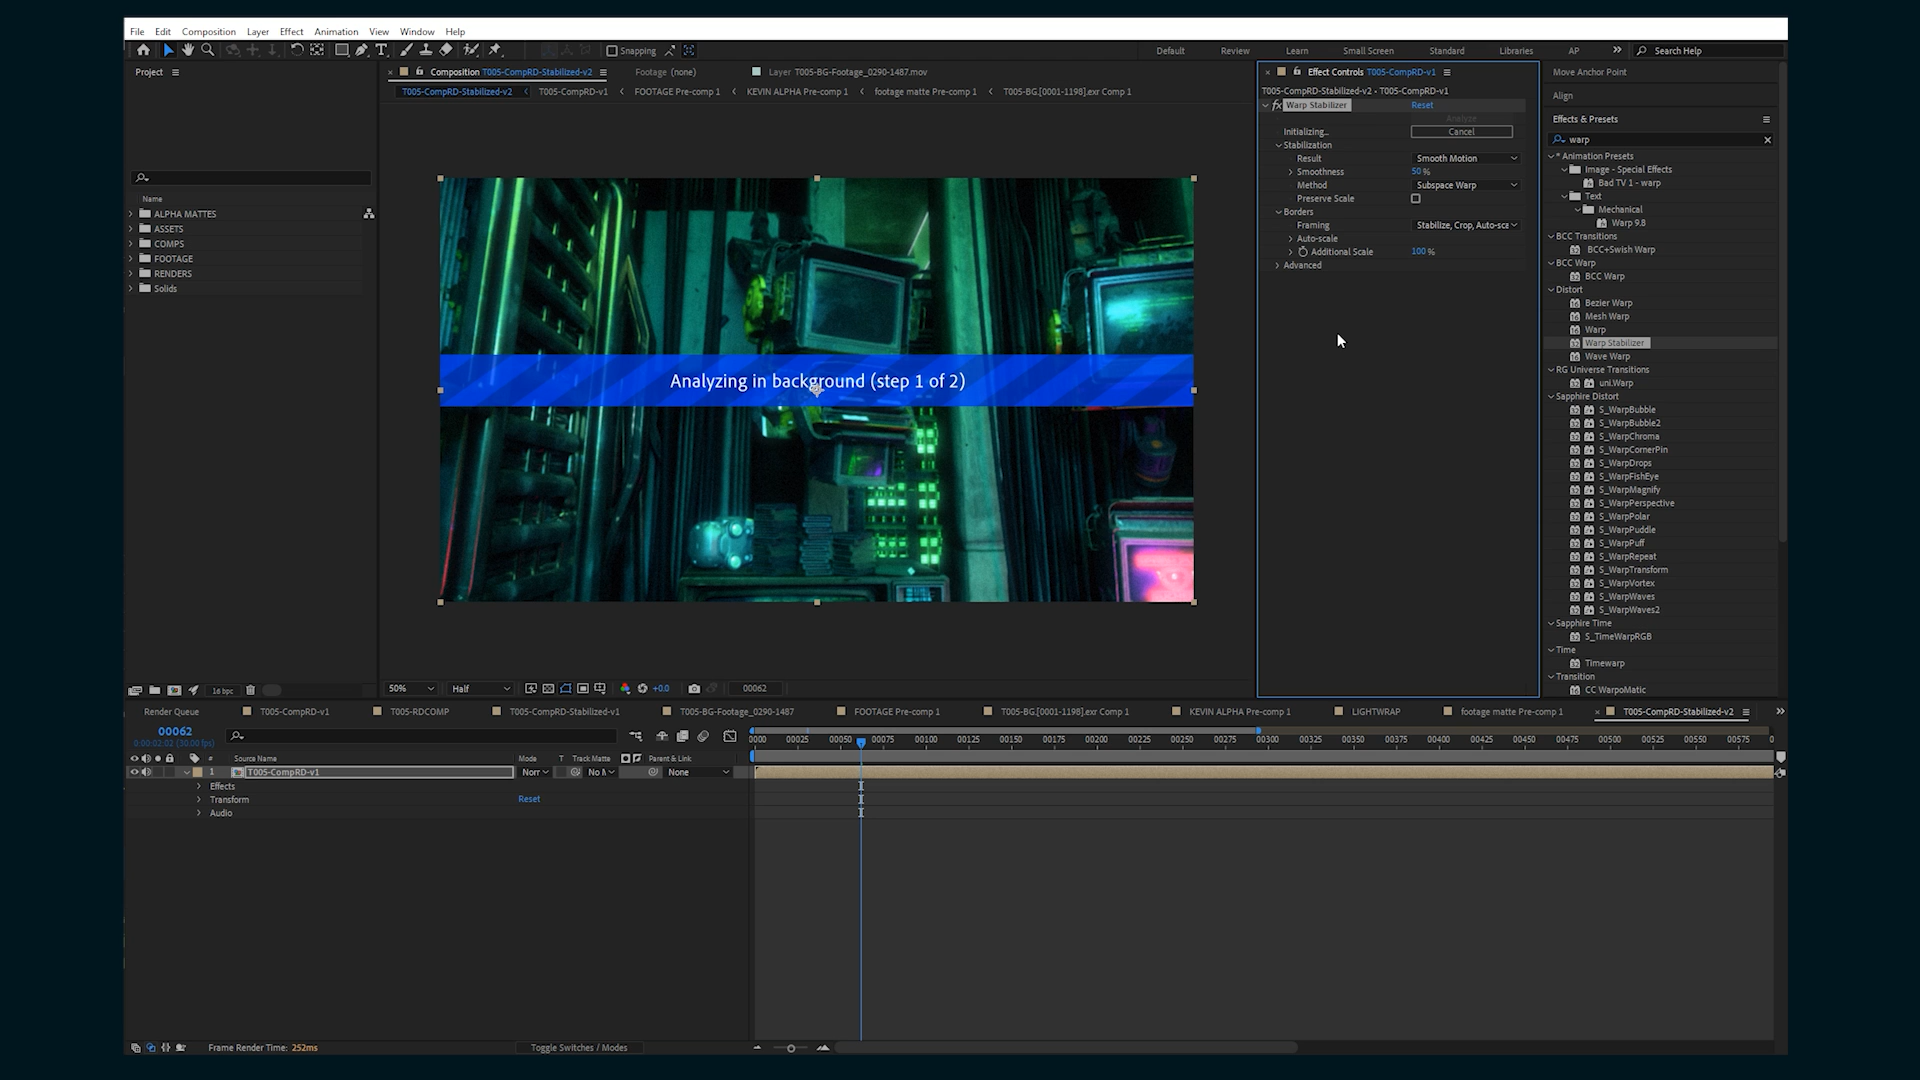 File Edit Composition Layer Effect Animation View Window Help
Snapping
Default Review Learn Small Screen Standard Libraries AP Search Help
Project
Composition T005-CompRD-Stabilized-v2
Footage (none)
Layer T005-BG-Footage_0290-1487.mov
T005-CompRD-Stabilized-v2 T005-CompRD-v1 FOOTAGE Pre-comp 1 KEVIN ALPHA Pre-comp 1 footage matte Pre-comp 1 T005-BG.[0001-1198].exr Comp 1
Name
ALPHA MATTES
ASSETS
COMPS
FOOTAGE
RENDERS
Solids
16 bpc
Analyzing in background (step 1 of 2)
50% Half +0.0 00062
Effect Controls T005-CompRD-v1
T005-CompRD-Stabilized-v2 • T005-CompRD-v1
fx Warp Stabilizer Reset
Analyze
Initializing... Cancel
Stabilization
Result Smooth Motion
Smoothness 50 %
Method Subspace Warp
Preserve Scale
Borders
Framing Stabilize, Crop, Auto-sca
Auto-scale
Additional Scale 100 %
Advanced
Move Anchor Point
Align
Effects & Presets
warp
* Animation Presets
Image - Special Effects
Bad TV 1 - warp
Text
Mechanical
Warp 9.8
BCC Transitions
BCC+Swish Warp
BCC Warp
BCC Warp
Distort
Bezier Warp
Mesh Warp
Warp
Warp Stabilizer
Wave Warp
RG Universe Transitions
uni.Warp
Sapphire Distort
S_WarpBubble
S_WarpBubble2
S_WarpChroma
S_WarpCornerPin
S_WarpDrops
S_WarpFishEye
S_WarpMagnify
S_WarpPerspective
S_WarpPolar
S_WarpPuddle
S_WarpPuff
S_WarpRepeat
S_WarpTransform
S_WarpVortex
S_WarpWaves
S_WarpWaves2
Sapphire Time
S_TimeWarpRGB
Time
Timewarp
Transition
CC WarpoMatic
Render Queue T005-CompRD-v1 T005-RDCOMP T005-CompRD-Stabilized-v1 T005-BG-Footage_0290-1487 FOOTAGE Pre-comp 1 T005-BG.[0001-1198].exr Comp 1 KEVIN ALPHA Pre-comp 1 LIGHTWRAP footage matte Pre-comp 1 T005-CompRD-Stabilized-v2
00062
0:00:02:02 (30.00 fps)
0000 00025 00050 00075 00100 00125 00150 00175 00200 00225 00250 00275 00300 00325 00350 00375 00400 00425 00450 00475 00500 00525 00550 00575 0
# Source Name Mode T Track Matte Parent & Link
1 T005-CompRD-v1 Norr No M None
Effects
Transform Reset
Audio
Frame Render Time: 252ms
Toggle Switches / Modes